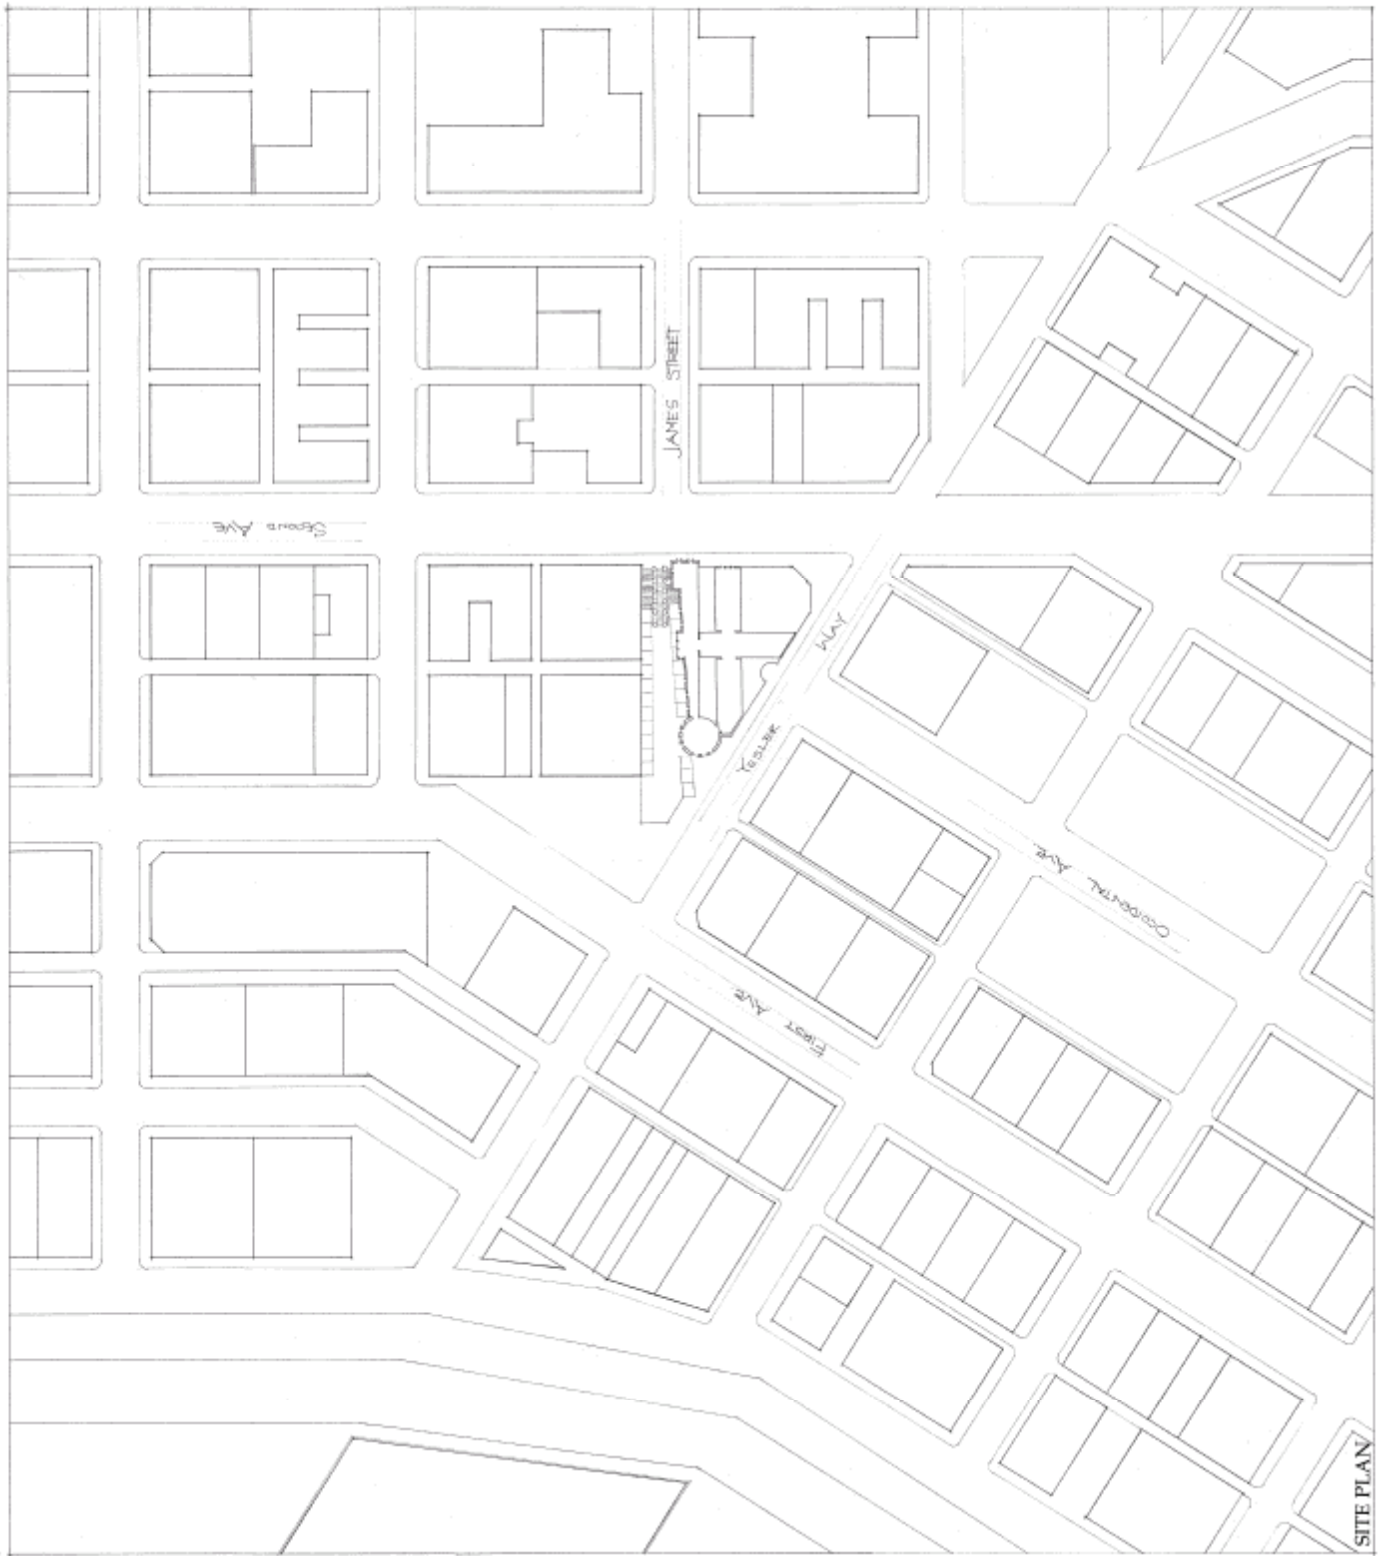 JAMES STREET
SECOND AVE
YESLER WAY
OCCIDENTAL AVE
FIRST AVE
SITE PLAN